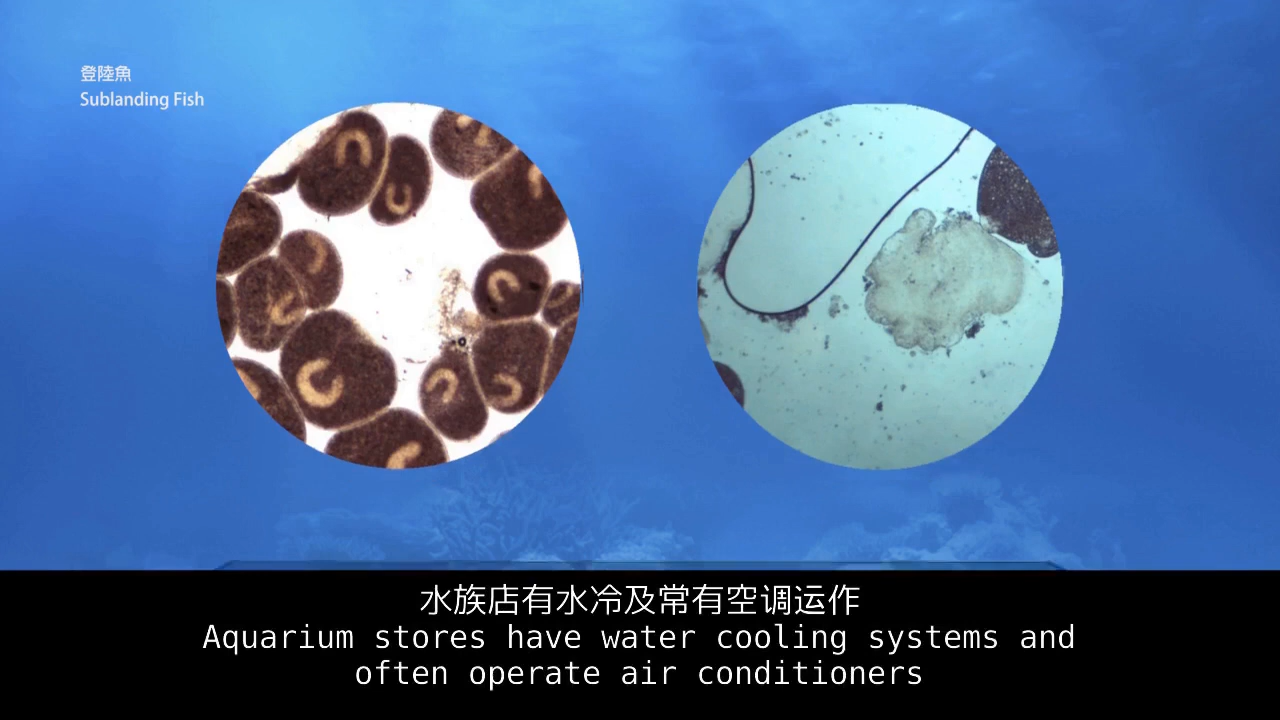 登陸魚
Sublanding Fish
水族店有水冷及常有空调运作
Aquarium stores have water cooling systems and
often operate air conditioners